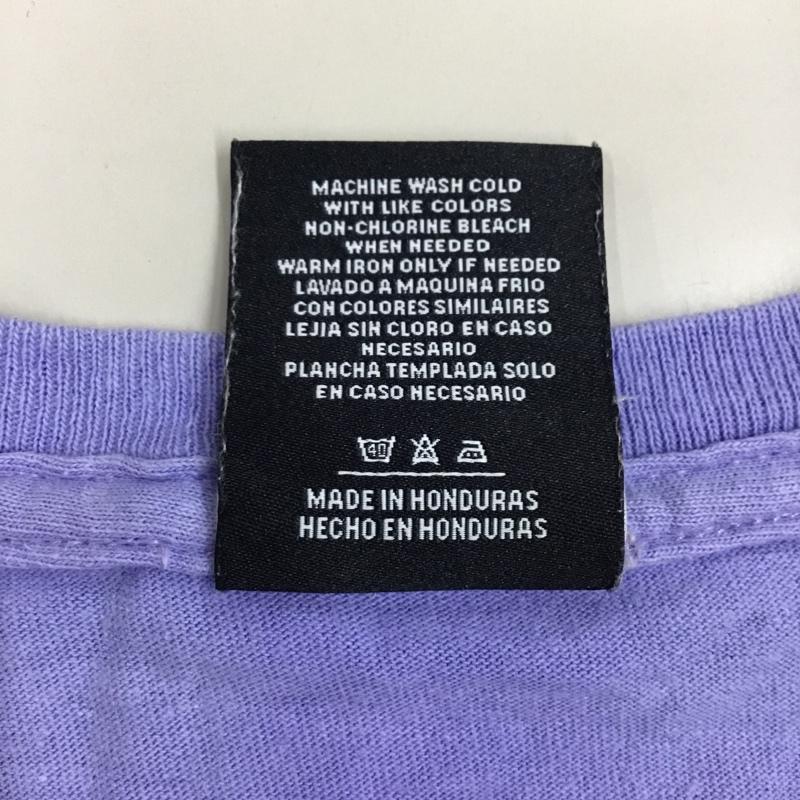 MACHINE WASH COLD
WITH LIKE COLORS
NON-CHLORINE BLEACH
WHEN NEEDED
WARM IRON ONLY IF NEEDED
LAVADO A MAQUINA FRIO
CON COLORES SIMILAIRES
LEJIA SIN CLORO EN CASO
NECESARIO
PLANCHA TEMPLADA SOLO
EN CASO NECESARIO
40
MADE IN HONDURAS
HECHO EN HONDURAS